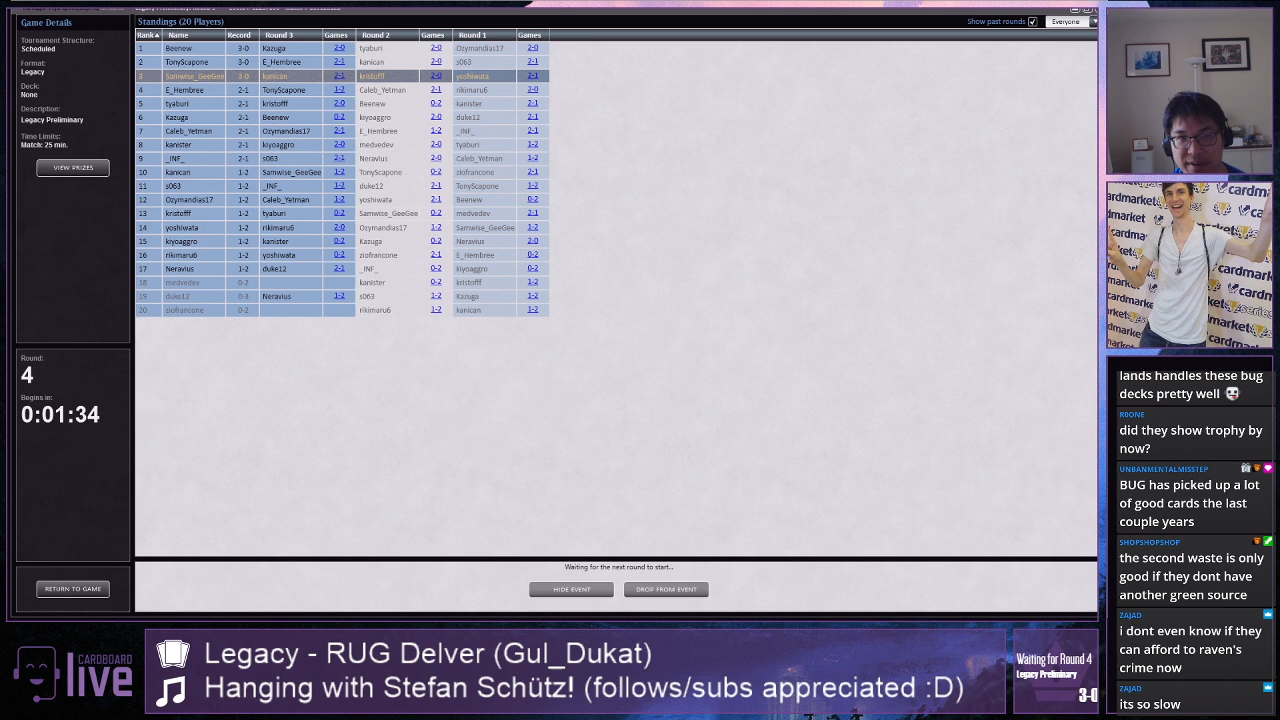 Game Details
Tournament Structure:
Scheduled
Format:
Legacy
Deck:
None
Description:
Legacy Preliminary
Time Limits:
Match: 25 min.
VIEW PRIZES
Round:
4
Begins in:
0:01:34
RETURN TO GAME
Standings (20 Players)
Show past rounds
Everyone
Rank Name Record Round 3 Games Round 2 Games Round 1 Games
1 Beenew 3-0 Kazuga 2-0 tyaburi 2-0 Ozymandias17 2-0
2 TonyScapone 3-0 E_Hembree 2-1 kanican 2-0 s063 2-1
3 Samwise_GeeGee 3-0 kanican 2-1 kristofff 2-0 yoshiwata 2-1
4 E_Hembree 2-1 TonyScapone 1-2 Caleb_Yetman 2-1 rikimaru6 2-0
5 tyaburi 2-1 kristofff 2-0 Beenew 0-2 kanister 2-1
6 Kazuga 2-1 Beenew 0-2 kiyoaggro 2-0 duke12 2-1
7 Caleb_Yetman 2-1 Ozymandias17 2-1 E_Hembree 1-2 _INF_ 2-1
8 kanister 2-1 kiyoaggro 2-0 medvedev 2-0 tyaburi 1-2
9 _INF_ 2-1 s063 2-1 Neravius 2-0 Caleb_Yetman 1-2
10 kanican 1-2 Samwise_GeeGee 1-2 TonyScapone 0-2 ziofrancone 2-1
11 s063 1-2 _INF_ 1-2 duke12 2-1 TonyScapone 1-2
12 Ozymandias17 1-2 Caleb_Yetman 1-2 yoshiwata 2-1 Beenew 0-2
13 kristofff 1-2 tyaburi 0-2 Samwise_GeeGee 0-2 medvedev 2-1
14 yoshiwata 1-2 rikimaru6 2-0 Ozymandias17 1-2 Samwise_GeeGee 1-2
15 kiyoaggro 1-2 kanister 0-2 Kazuga 0-2 Neravius 2-0
16 rikimaru6 1-2 yoshiwata 0-2 ziofrancone 2-1 E_Hembree 0-2
17 Neravius 1-2 duke12 2-1 _INF_ 0-2 kiyoaggro 0-2
18 medvedev 0-2 kanister 0-2 kristofff 1-2
19 duke12 0-3 Neravius 1-2 s063 1-2 Kazuga 1-2
20 ziofrancone 0-2 rikimaru6 1-2 kanican 1-2
Waiting for the next round to start...
HIDE EVENT
DROP FROM EVENT
cardmarket
series
lands handles these bug
decks pretty well
R0ONE
did they show trophy by
now?
UNBANMENTALMISSTEP
BUG has picked up a lot
of good cards the last
couple years
SHOPSHOPSHOP
the second waste is only
good if they dont have
another green source
ZAJAD
i dont even know if they
can afford to raven's
crime now
ZAJAD
its so slow
CARDBOARD
live
Legacy - RUG Delver (Gul_Dukat)
Hanging with Stefan Schütz! (follows/subs appreciated :D)
Waiting for Round 4
Legacy Preliminary
3-0